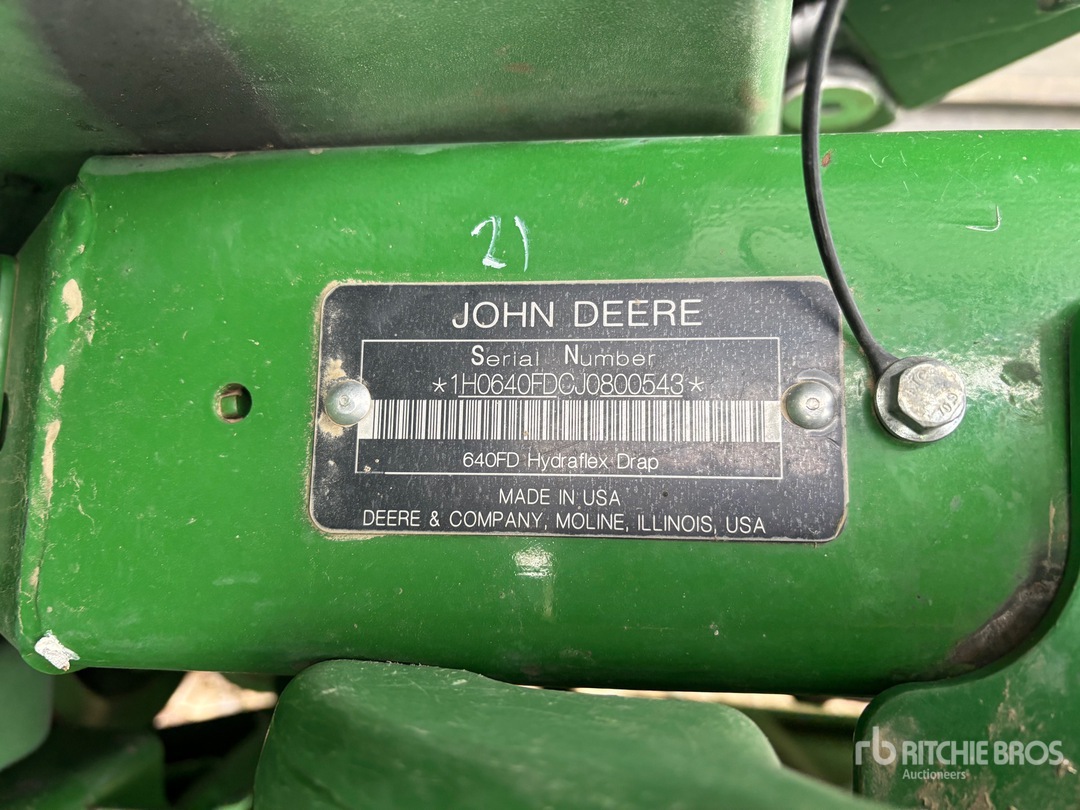 21
JOHN DEERE
Serial Number
*1H0640FDCJ0800543*
640FD Hydraflex Drap
MADE IN USA
DEERE & COMPANY, MOLINE, ILLINOIS, USA
rb RITCHIE BROS.
Auctioneers